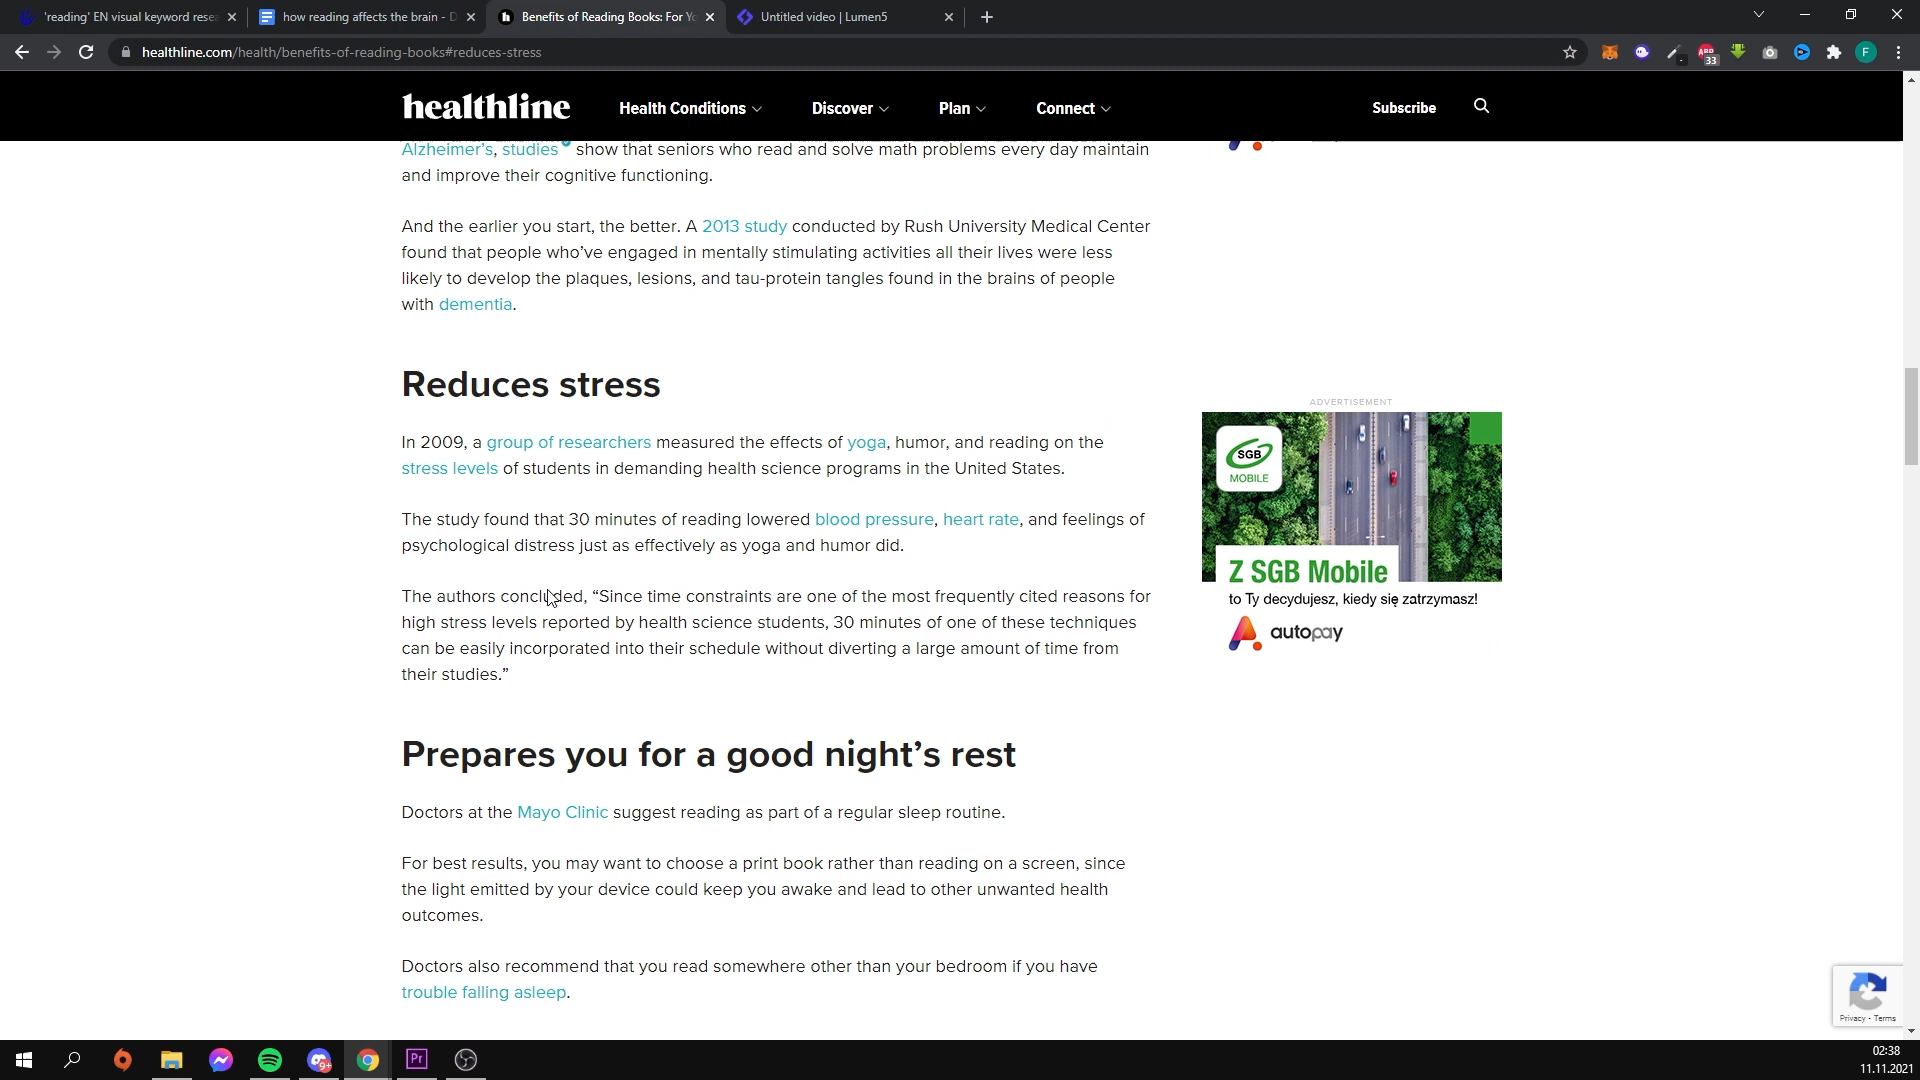 'reading' EN visual keyword rese
how reading affects the brain - D
Benefits of Reading Books: For Yo
Untitled video | Lumen5
healthline.com/health/benefits-of-reading-books#reduces-stress
33
F
healthline
Health Conditions
Discover
Plan
Connect
Subscribe
Alzheimer's, studies show that seniors who read and solve math problems every day maintain
and improve their cognitive functioning.
And the earlier you start, the better. A 2013 study conducted by Rush University Medical Center
found that people who've engaged in mentally stimulating activities all their lives were less
likely to develop the plaques, lesions, and tau-protein tangles found in the brains of people
with dementia.
Reduces stress
In 2009, a group of researchers measured the effects of yoga, humor, and reading on the
stress levels of students in demanding health science programs in the United States.
The study found that 30 minutes of reading lowered blood pressure, heart rate, and feelings of
psychological distress just as effectively as yoga and humor did.
The authors concluded, “Since time constraints are one of the most frequently cited reasons for
high stress levels reported by health science students, 30 minutes of one of these techniques
can be easily incorporated into their schedule without diverting a large amount of time from
their studies.”
Prepares you for a good night’s rest
Doctors at the Mayo Clinic suggest reading as part of a regular sleep routine.
For best results, you may want to choose a print book rather than reading on a screen, since
the light emitted by your device could keep you awake and lead to other unwanted health
outcomes.
Doctors also recommend that you read somewhere other than your bedroom if you have
trouble falling asleep.
ADVERTISEMENT
SGB
MOBILE
Z SGB Mobile
to Ty decydujesz, kiedy się zatrzymasz!
autopay
Privacy - Terms
9+
Pr
02:38
11.11.2021